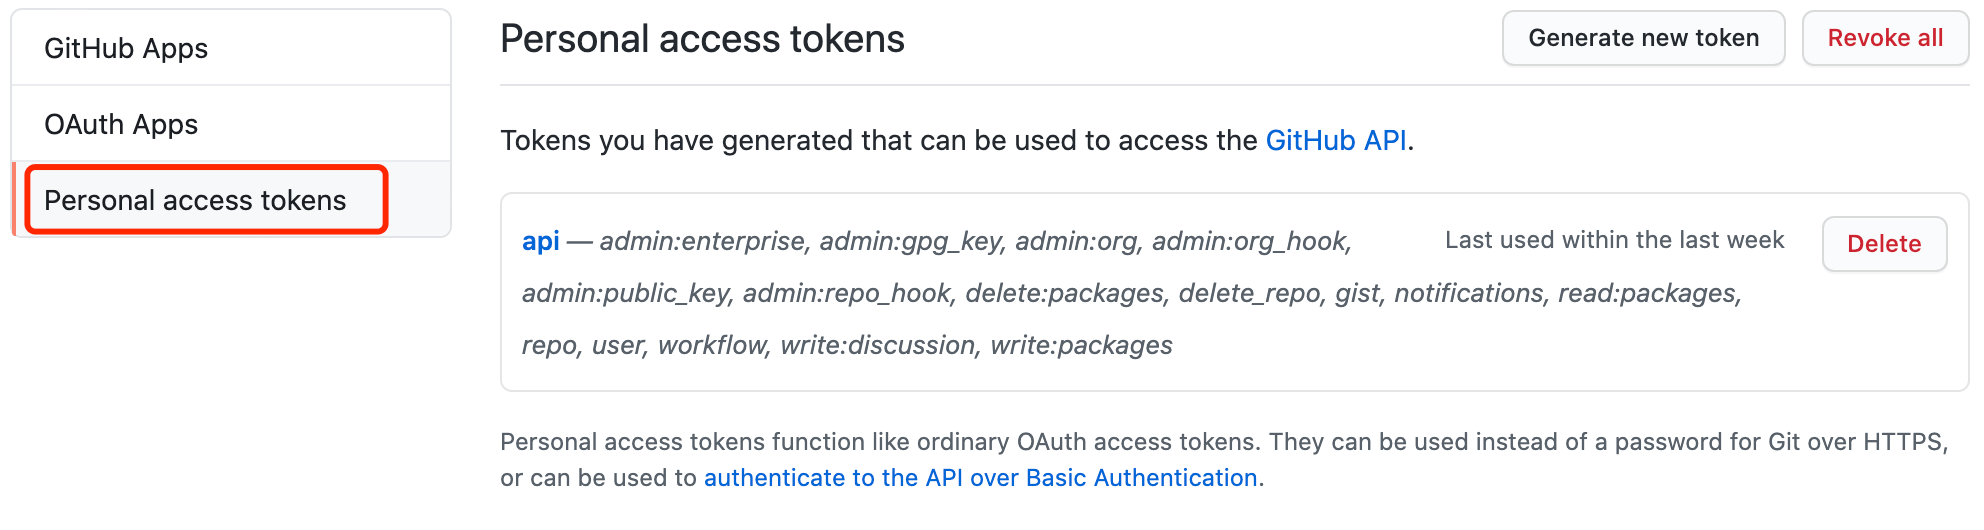 GitHub Apps
OAuth Apps
Personal access tokens
Personal access tokens
Generate new token
Revoke all
Tokens you have generated that can be used to access the GitHub API.
api — admin:enterprise, admin:gpg_key, admin:org, admin:org_hook,
admin:public_key, admin:repo_hook, delete:packages, delete_repo, gist, notifications, read:packages,
repo, user, workflow, write:discussion, write:packages
Last used within the last week
Delete
Personal access tokens function like ordinary OAuth access tokens. They can be used instead of a password for Git over HTTPS,
or can be used to authenticate to the API over Basic Authentication.